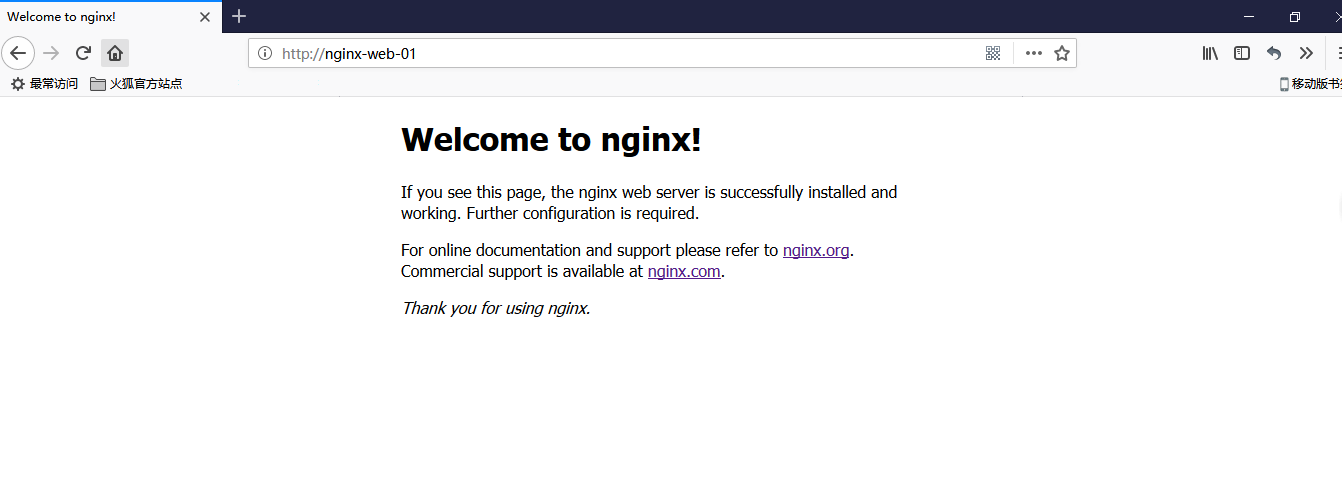 Welcome to nginx!
http://nginx-web-01
最常访问 火狐官方站点 移动版书
Welcome to nginx!
If you see this page, the nginx web server is successfully installed and
working. Further configuration is required.
For online documentation and support please refer to nginx.org.
Commercial support is available at nginx.com.
Thank you for using nginx.